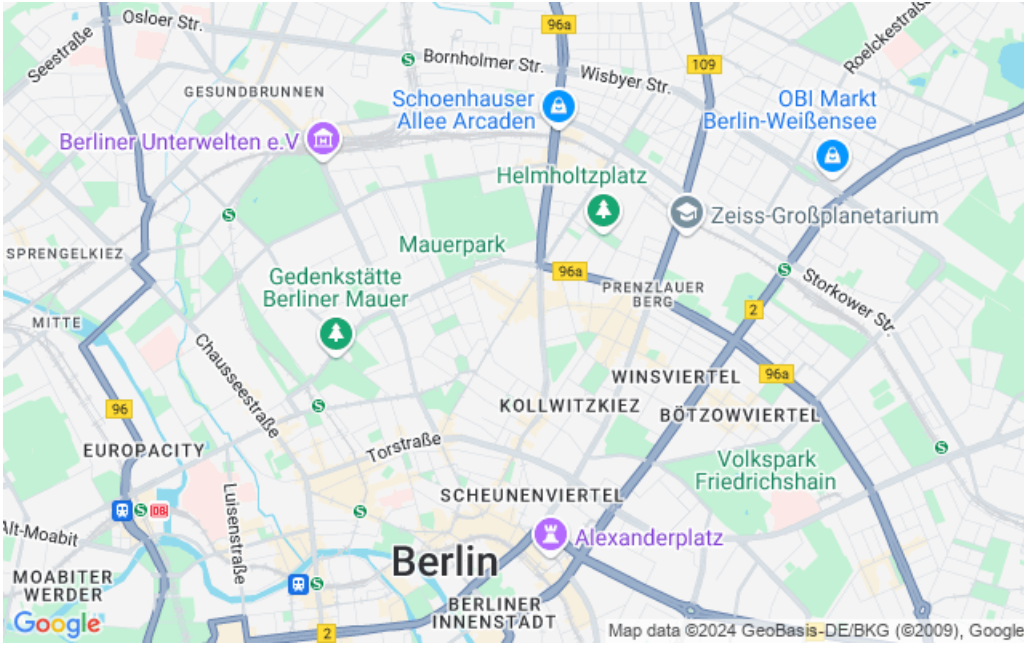 Osloer Str.
96a
Seestraße
Bornholmer Str.
Wisbyer Str.
109
Roelckestraße
GESUNDBRUNNEN
Schoenhauser
Allee Arcaden
OBI Markt
Berlin-Weißensee
Berliner Unterwelten e.V
Helmholtzplatz
Zeiss-Großplanetarium
Mauerpark
SPRENGELKIEZ
Gedenkstätte
Berliner Mauer
96a
PRENZLAUER
BERG
Storkower Str.
2
MITTE
Chausseestraße
WINSVIERTEL
96a
96
KOLLWITZKIEZ
BÖTZOWVIERTEL
EUROPACITY
Torstraße
Volkspark
Friedrichshain
Luisenstraße
SCHEUNENVIERTEL
S
DB
Alt-Moabit
Alexanderplatz
Berlin
MOABITER
WERDER
BERLINER
INNENSTADT
Google
2
Map data ©2024 GeoBasis-DE/BKG (©2009), Google